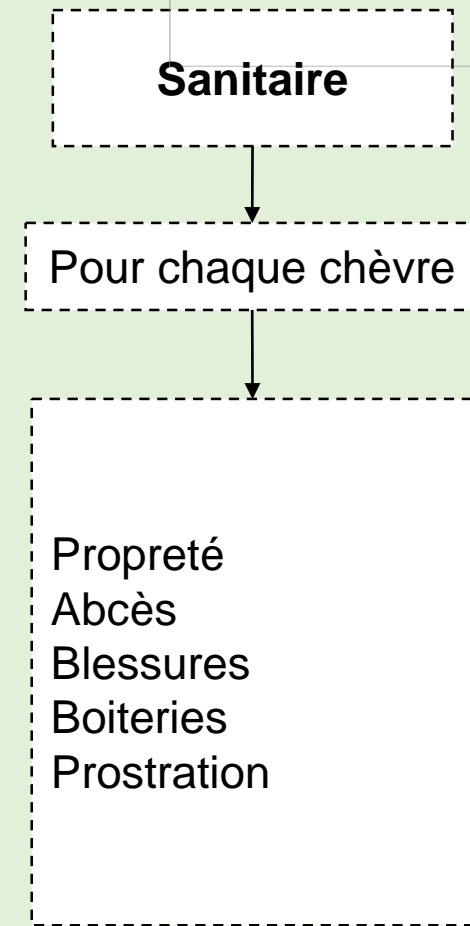 Sanitaire
Pour chaque chèvre
Propreté
Abcès
Blessures
Boiteries
Prostration